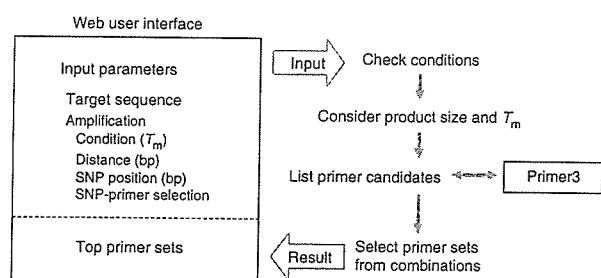 Web user interface
Input parameters
Target sequence
Amplification
Condition (Tm)
Distance (bp)
SNP position (bp)
SNP-primer selection
Top primer sets
Input
Result
Check conditions
Consider product size and Tm
List primer candidates
Primer3
Select primer sets
from combinations